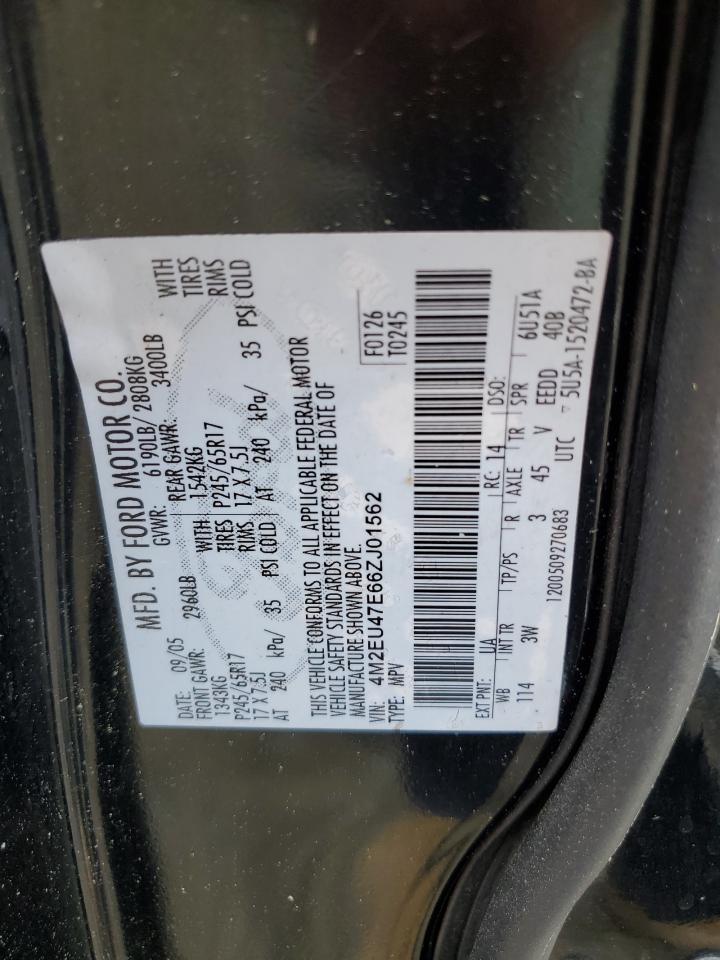 MFD. BY FORD MOTOR CO.
DATE: 09/05 GVWR: 6190LB/ 2808KG
FRONT GAWR: 2960LB REAR GAWR: 3400LB
1343KG WITH 1542KG WITH
P245/65R17 TIRES P245/65R17 TIRES
17 X 7.5J RIMS 17 X 7.5J RIMS
AT 240 kPa/ 35 PSI COLD AT 240 kPa/ 35 PSI COLD
THIS VEHICLE CONFORMS TO ALL APPLICABLE FEDERAL MOTOR
VEHICLE SAFETY STANDARDS IN EFFECT ON THE DATE OF
MANUFACTURE SHOWN ABOVE.
VIN: 4M2EU47E66ZJ01562 F0126
TYPE: MPV T0245
EXT PNT: UA RC: 14 DSO:
WB INT TR TP/PS R AXLE TR SPR 6U51A
114 3W 3 45 V EEDD 40B
1200509270683 UTC 5U5A-1520472-BA